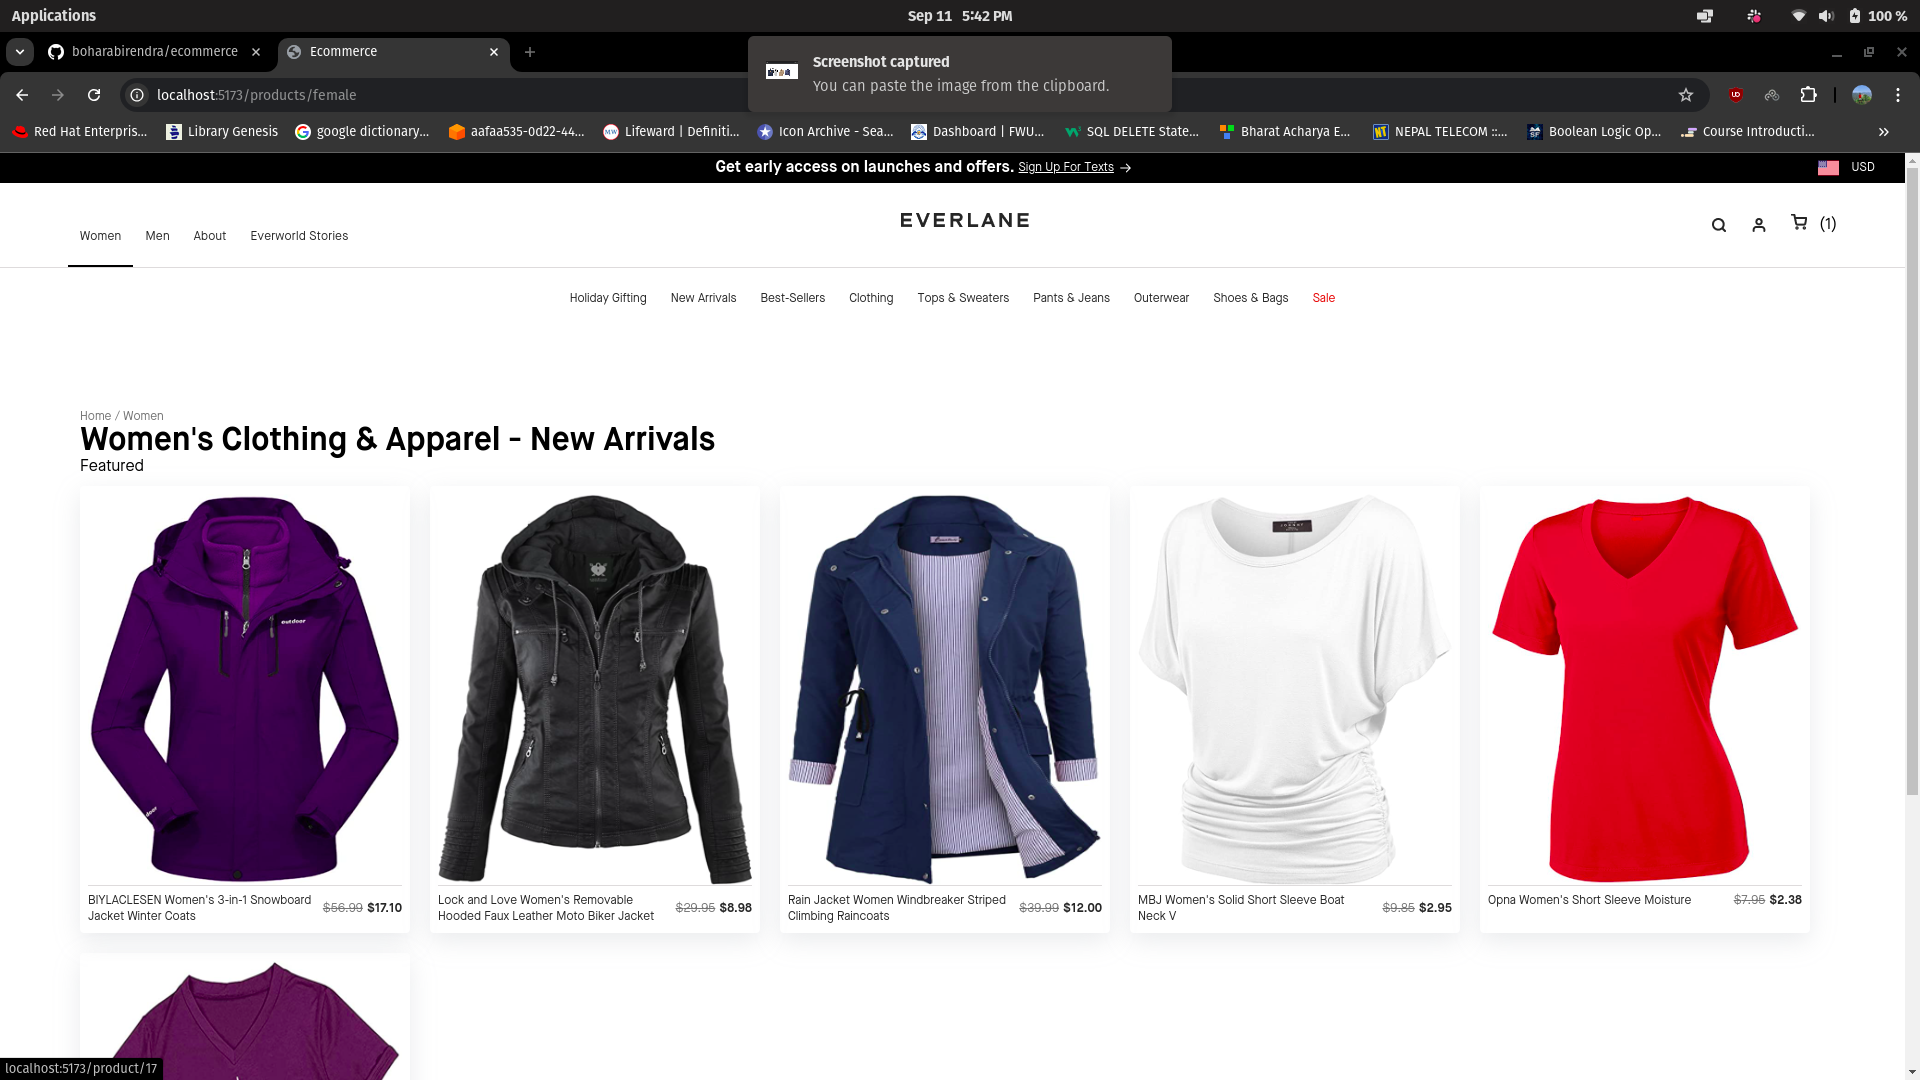 Applications
Sep 11 5:42 PM
100 %
boharabirendra/ecommerce
Ecommerce
Screenshot captured
You can paste the image from the clipboard.
localhost:5173/products/female
Red Hat Enterpris...
Library Genesis
google dictionary...
aafaa535-0d22-44...
Lifeward | Definiti...
Icon Archive - Sea...
Dashboard | FWU...
SQL DELETE State...
Bharat Acharya E...
NEPAL TELECOM ::...
Boolean Logic Op...
Course Introducti...
Get early access on launches and offers. Sign Up For Texts →
USD
EVERLANE
Women
Men
About
Everworld Stories
(1)
Holiday Gifting
New Arrivals
Best-Sellers
Clothing
Tops & Sweaters
Pants & Jeans
Outerwear
Shoes & Bags
Sale
Home / Women
Women's Clothing & Apparel - New Arrivals
Featured
outdoor
BIYLACLESEN Women's 3-in-1 Snowboard
Jacket Winter Coats
$56.99 $17.10
Lock and Love Women's Removable
Hooded Faux Leather Moto Biker Jacket
$29.95 $8.98
Rain Jacket Women Windbreaker Striped
Climbing Raincoats
$39.99 $12.00
MBJ Women's Solid Short Sleeve Boat
Neck V
$9.85 $2.95
Opna Women's Short Sleeve Moisture
$7.95 $2.38
localhost:5173/product/17